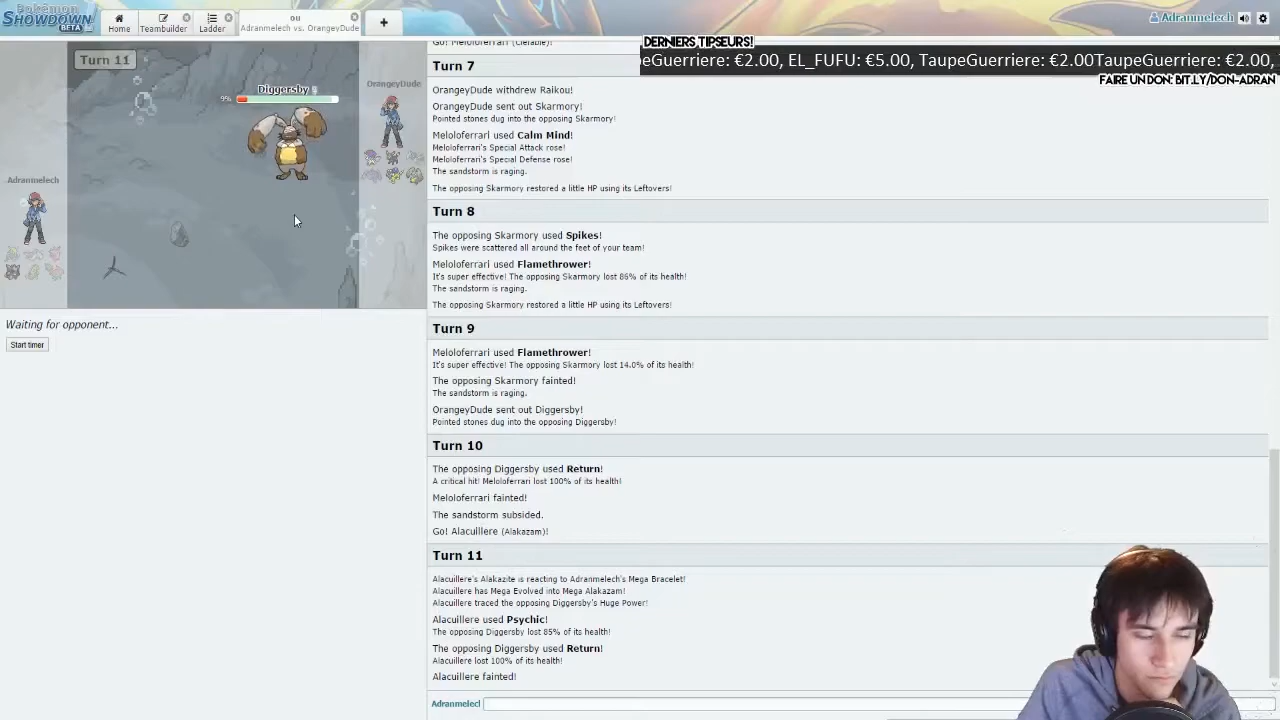 Pokémon
Showdown
BETA
Home
Teambuilder
Ladder
ou
Adranmelech vs. OrangeyDude
+
Adranmelech
DERNIERS TIPSEURS!
peGuerriere: €2.00, EL_FUFU: €5.00, TaupeGuerriere: €2.00TaupeGuerriere: €2.00,
FAIRE UN DON: BIT.LY/DON-ADRAN
Turn 11
Diggersby
9%
OrangeyDude
Adranmelech
Waiting for opponent...
Start timer
Go! Meloloferrari (Clefable)!
Turn 7
OrangeyDude withdrew Raikou!
OrangeyDude sent out Skarmory!
Pointed stones dug into the opposing Skarmory!
Meloloferrari used Calm Mind!
Meloloferrari's Special Attack rose!
Meloloferrari's Special Defense rose!
The sandstorm is raging.
The opposing Skarmory restored a little HP using its Leftovers!
Turn 8
The opposing Skarmory used Spikes!
Spikes were scattered all around the feet of your team!
Meloloferrari used Flamethrower!
It's super effective! The opposing Skarmory lost 86% of its health!
The sandstorm is raging.
The opposing Skarmory restored a little HP using its Leftovers!
Turn 9
Meloloferrari used Flamethrower!
It's super effective! The opposing Skarmory lost 14.0% of its health!
The opposing Skarmory fainted!
The sandstorm is raging.
OrangeyDude sent out Diggersby!
Pointed stones dug into the opposing Diggersby!
Turn 10
The opposing Diggersby used Return!
A critical hit! Meloloferrari lost 100% of its health!
Meloloferrari fainted!
The sandstorm subsided.
Go! Alacuillere (Alakazam)!
Turn 11
Alacuillere's Alakazite is reacting to Adranmelech's Mega Bracelet!
Alacuillere has Mega Evolved into Mega Alakazam!
Alacuillere traced the opposing Diggersby's Huge Power!
Alacuillere used Psychic!
The opposing Diggersby lost 85% of its health!
The opposing Diggersby used Return!
Alacuillere lost 100% of its health!
Alacuillere fainted!
Adranmelecl